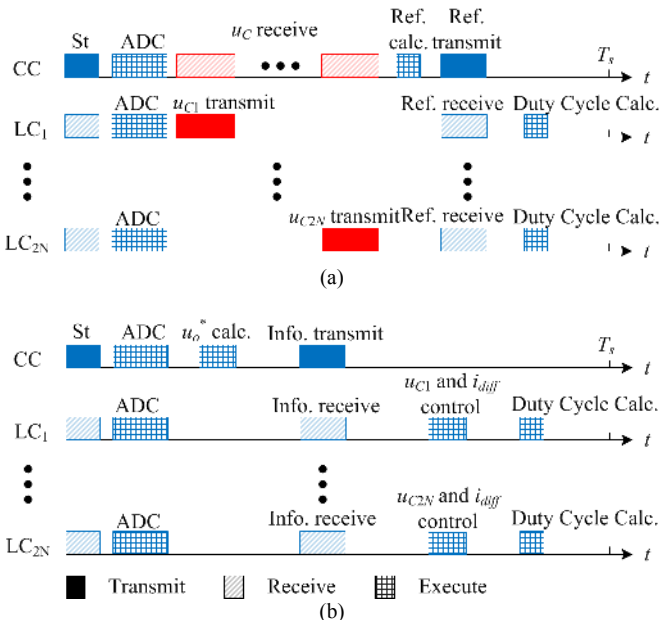 St ADC u_C receive Ref. calc. Ref. transmit
CC T_s t
ADC u_C1 transmit Ref. receive Duty Cycle Calc.
LC_1 t
ADC u_C2N transmit Ref. receive Duty Cycle Calc.
LC_2N t
(a)
St ADC u_o* calc. Info. transmit
CC T_s t
ADC Info. receive u_C1 and i_diff control Duty Cycle Calc.
LC_1 t
ADC Info. receive u_C2N and i_diff control Duty Cycle Calc.
LC_2N t
Transmit Receive Execute
(b)